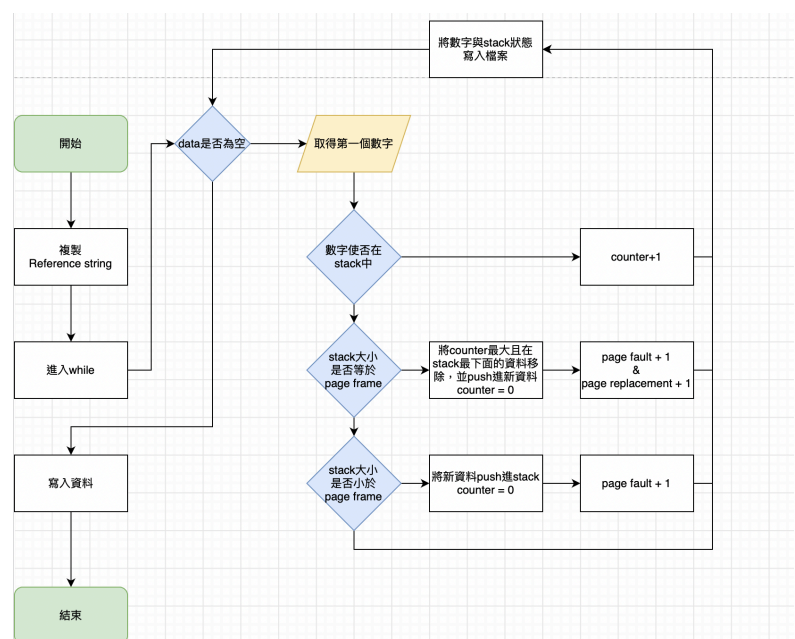 將數字與stack狀態
寫入檔案
開始
data是否為空
取得第一個數字
複製
Reference string
數字使否在
stack中
counter+1
進入while
stack大小
是否等於
page frame
將counter最大且在
stack最下面的資料移
除，並push進新資料
counter = 0
page fault + 1
&
page replacement + 1
寫入資料
stack大小
是否小於
page frame
將新資料push進stack
counter = 0
page fault + 1
結束